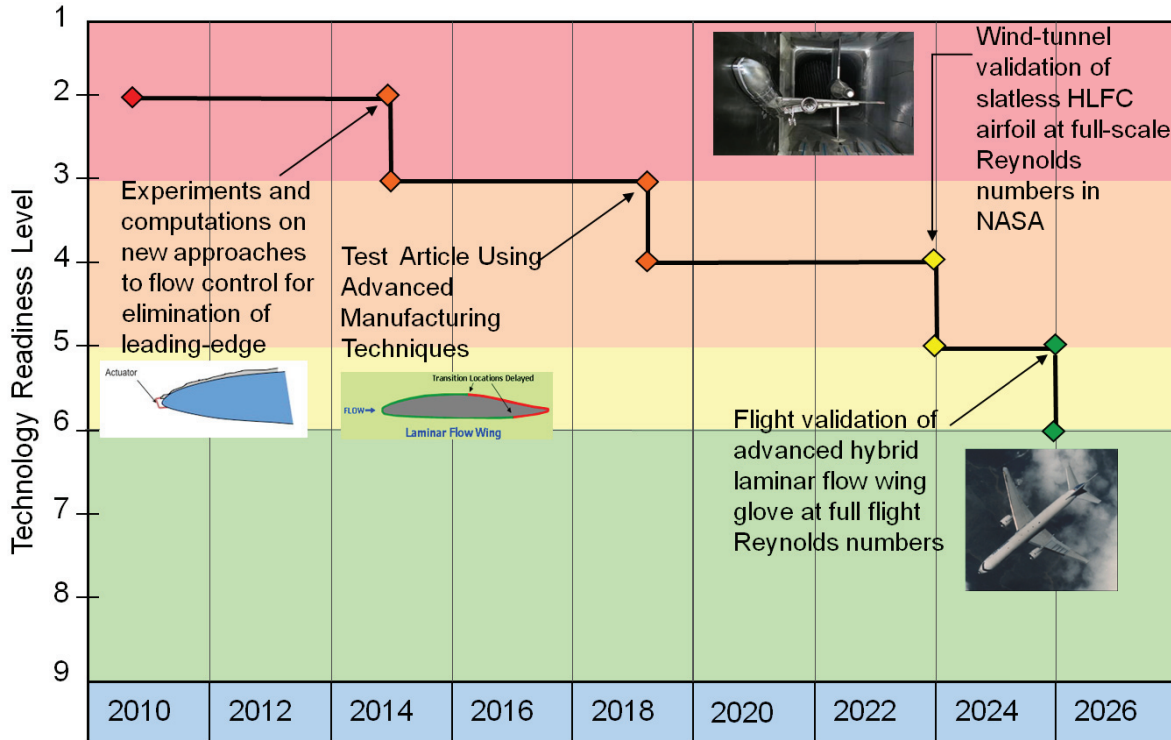 Technology Readiness Level
1
2
3
4
5
6
7
8
9
Experiments and
computations on
new approaches
to flow control for
elimination of
leading-edge
Actuator
Test Article Using
Advanced
Manufacturing
Techniques
Transition Locations Delayed
FLOW
Laminar Flow Wing
Wind-tunnel
validation of
slatless HLFC
airfoil at full-scale
Reynolds
numbers in
NASA
Flight validation of
advanced hybrid
laminar flow wing
glove at full flight
Reynolds numbers
2010 2012 2014 2016 2018 2020 2022 2024 2026